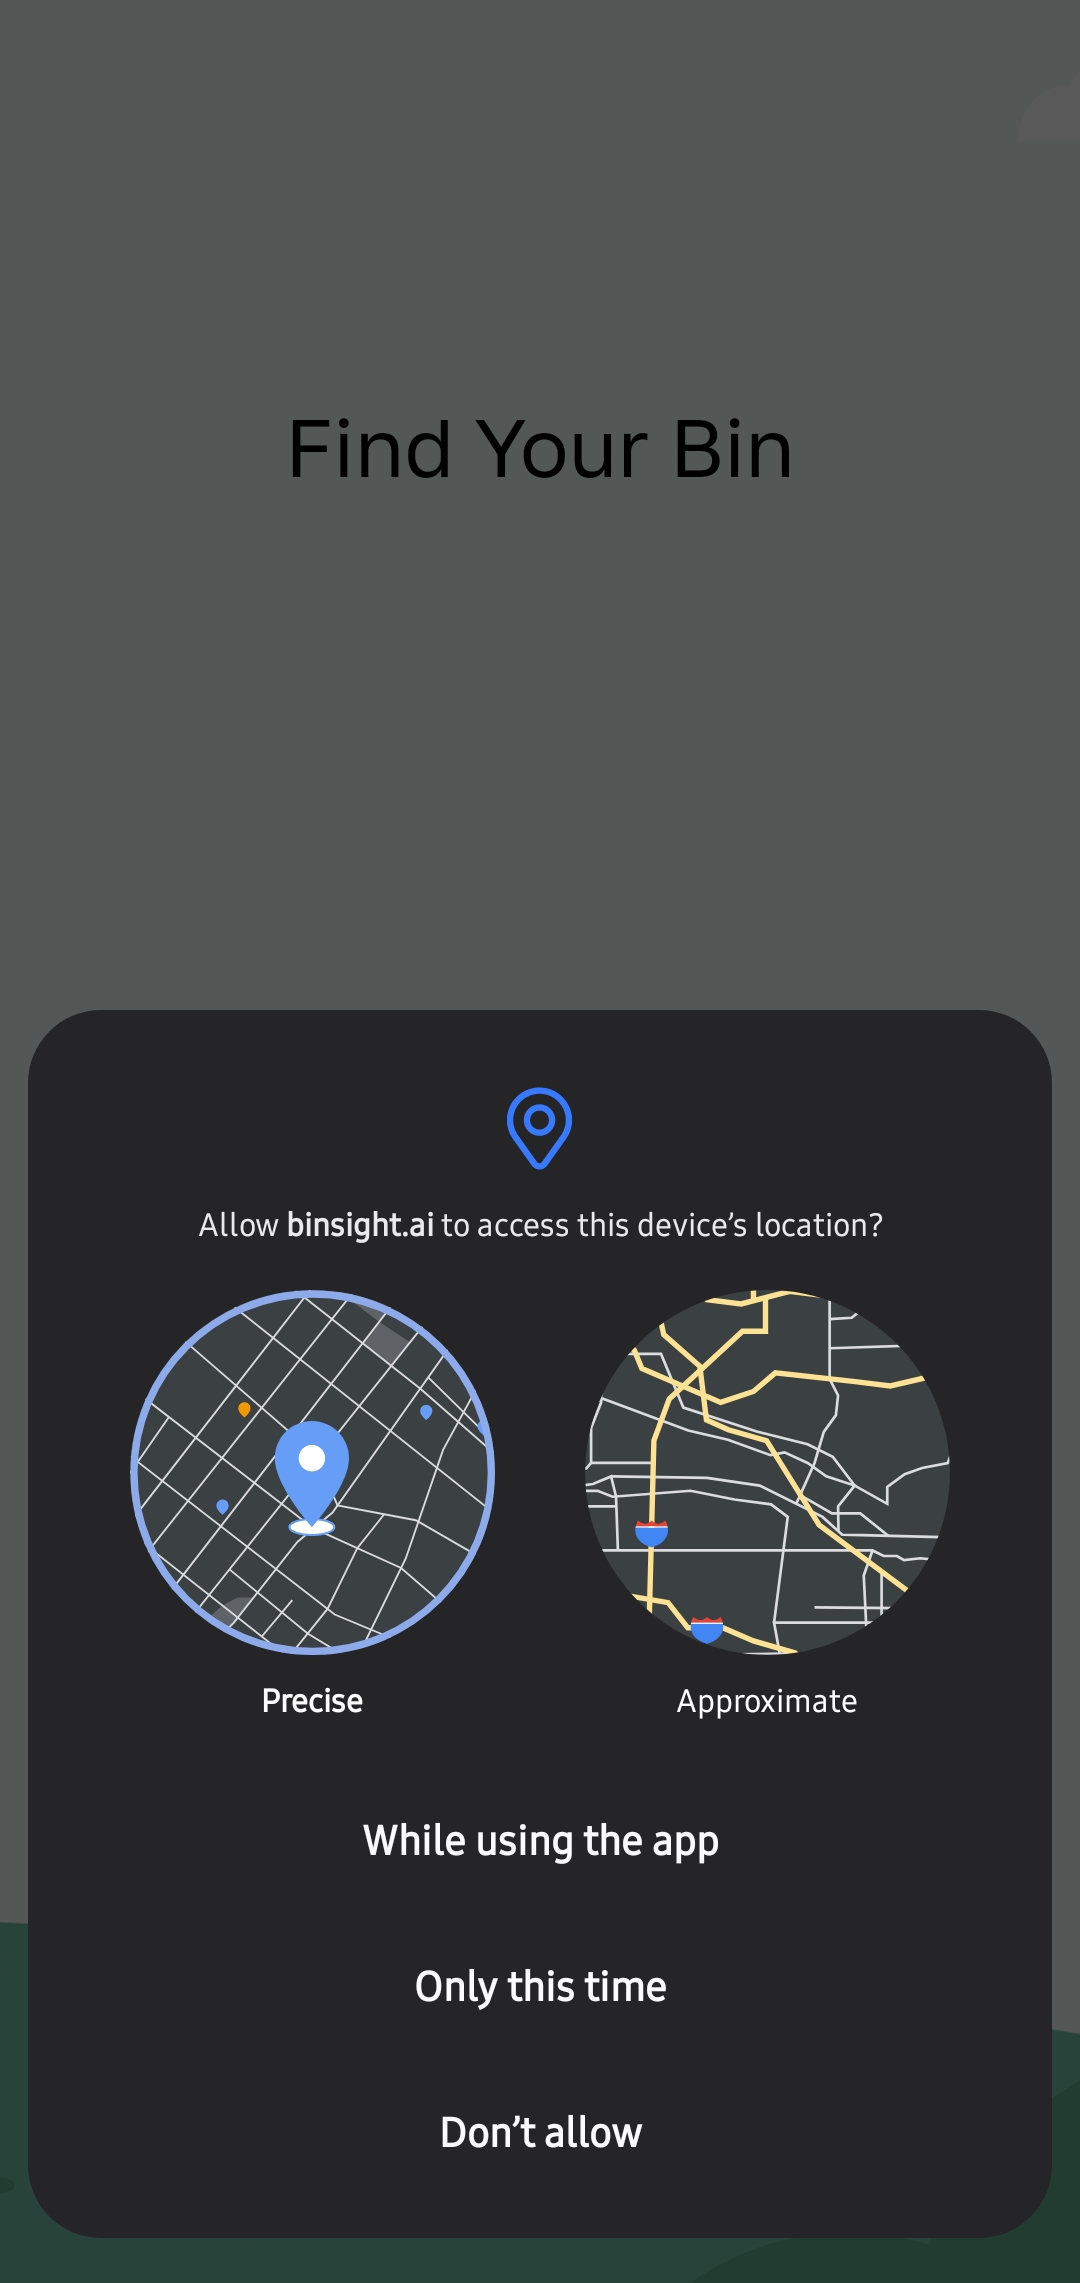 Find Your Bin
Allow binsight.ai to access this device’s location?
Precise
Approximate
While using the app
Only this time
Don’t allow